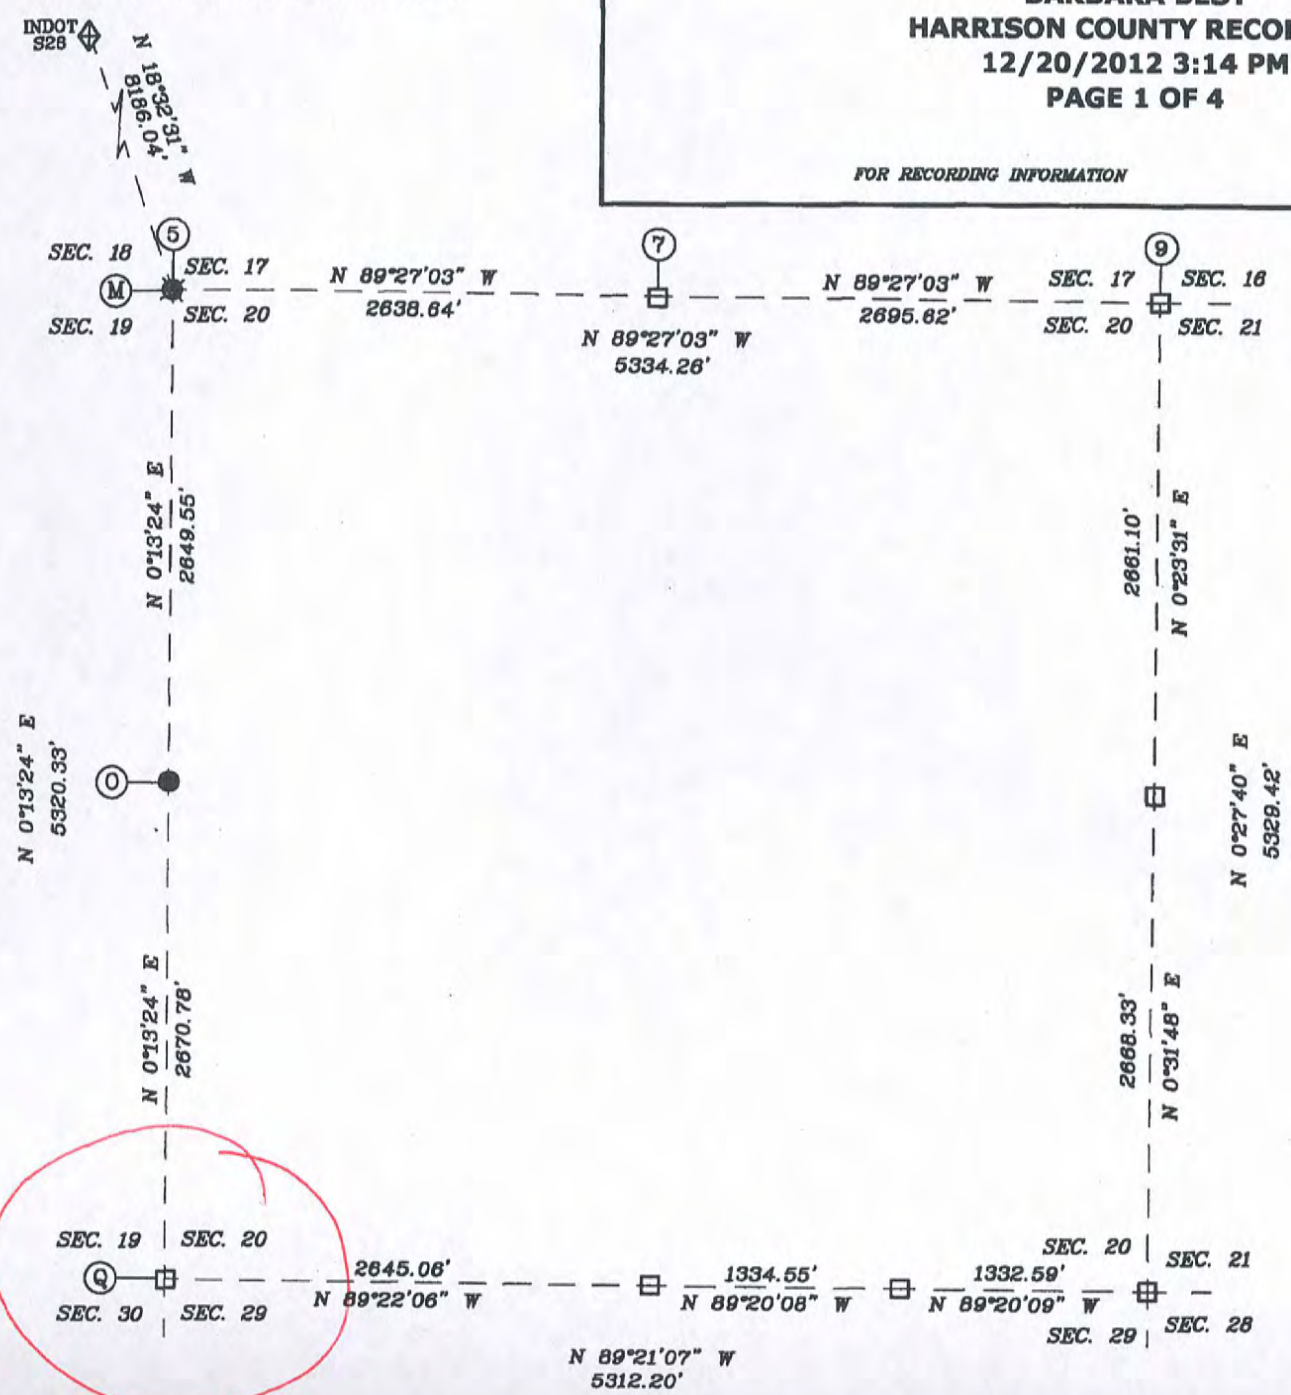 HARRISON COUNTY
12/20/2012 3:14 PM
PAGE 1 OF 4
FOR RECORDING INFORMATION
INDOT
S28
N 18°32'31" W
8186.04'
5
7
9
SEC. 18
SEC. 17
M
SEC. 19
SEC. 20
N 89°27'03" W
2638.64'
N 89°27'03" W
2695.62'
SEC. 17
SEC. 16
SEC. 20
SEC. 21
N 89°27'03" W
5334.26'
N 0°13'24" E
2649.55'
2661.10'
N 0°23'31" E
N 0°13'24" E
5320.33'
O
N 0°27'40" E
5329.42'
N 0°13'24" E
2670.78'
2668.33'
N 0°31'48" E
SEC. 19
SEC. 20
Q
SEC. 30
SEC. 29
2645.06'
N 89°22'06" W
1334.55'
N 89°20'08" W
1332.59'
N 89°20'09" W
SEC. 20
SEC. 21
SEC. 29
SEC. 28
N 89°21'07" W
5312.20'